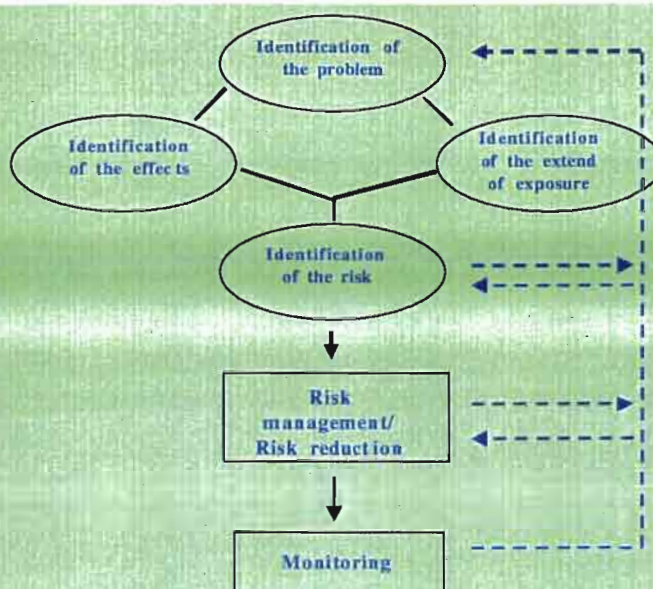 Identification of
the problem
Identification
of the effects
Identification
of the extend
of exposure
Identification
of the risk
Risk
management/
Risk reduction
Monitoring